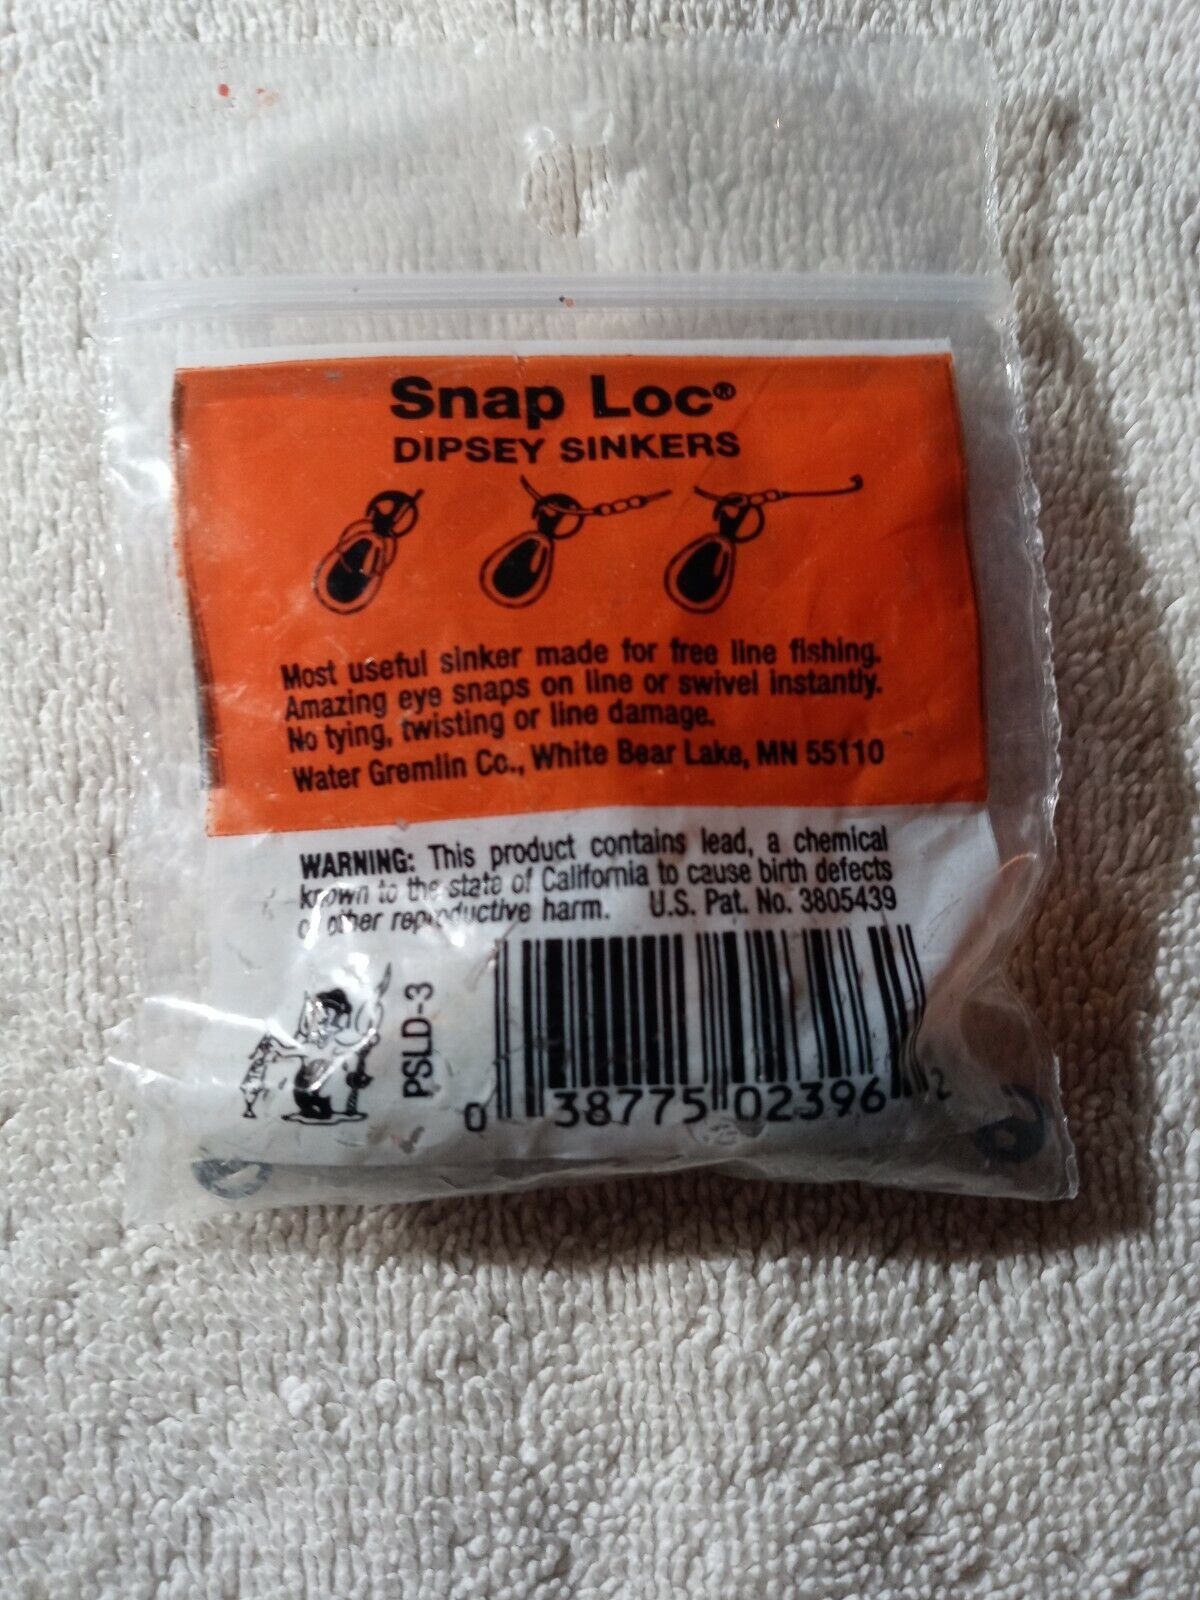 Snap Loc®
DIPSEY SINKERS
Most useful sinker made for free line fishing.
Amazing eye snaps on line or swivel instantly.
No tying, twisting or line damage.
Water Gremlin Co., White Bear Lake, MN 55110
WARNING: This product contains lead, a chemical
known to the state of California to cause birth defects
or other reproductive harm. U.S. Pat. No. 3805439
PSLD-3
0 38775 02396 2